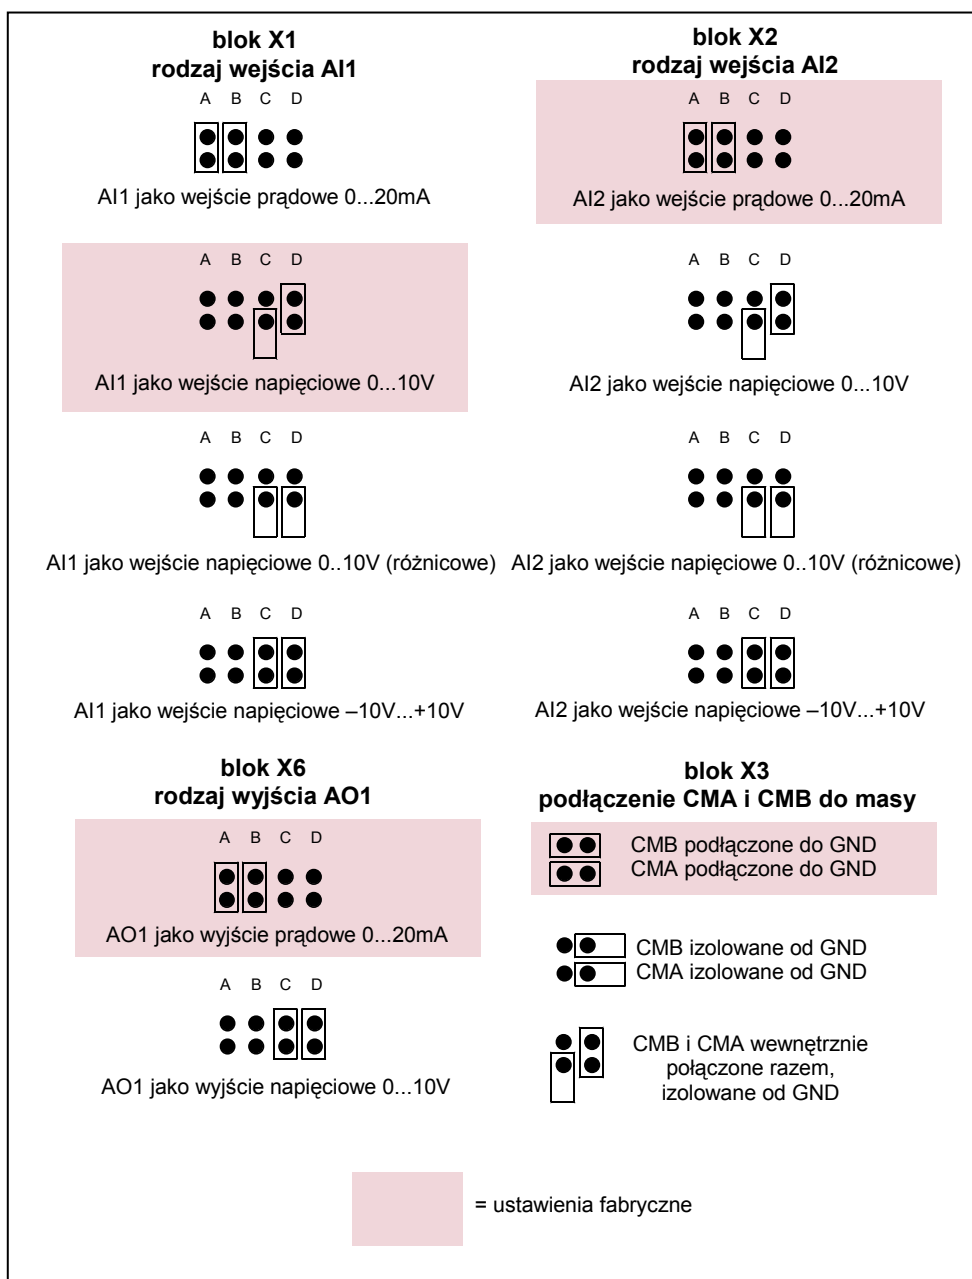 blok X1
rodzaj wejścia AI1
A B C D
AI1 jako wejście prądowe 0...20mA
A B C D
AI1 jako wejście napięciowe 0...10V
A B C D
AI1 jako wejście napięciowe 0..10V (różnicowe)
A B C D
AI1 jako wejście napięciowe –10V...+10V
blok X2
rodzaj wejścia AI2
A B C D
AI2 jako wejście prądowe 0...20mA
A B C D
AI2 jako wejście napięciowe 0...10V
A B C D
AI2 jako wejście napięciowe 0..10V (różnicowe)
A B C D
AI2 jako wejście napięciowe –10V...+10V
blok X6
rodzaj wyjścia AO1
A B C D
AO1 jako wyjście prądowe 0...20mA
A B C D
AO1 jako wyjście napięciowe 0...10V
blok X3
podłączenie CMA i CMB do masy
CMB podłączone do GND
CMA podłączone do GND
CMB izolowane od GND
CMA izolowane od GND
CMB i CMA wewnętrznie
połączone razem,
izolowane od GND
= ustawienia fabryczne